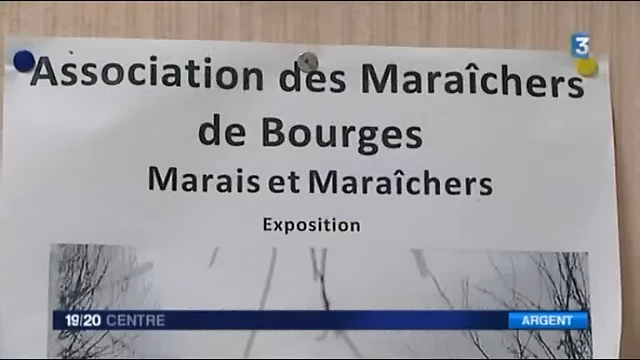 3
Association des Maraîchers
de Bourges
Marais et Maraîchers
Exposition
19/20 CENTRE
ARGENT